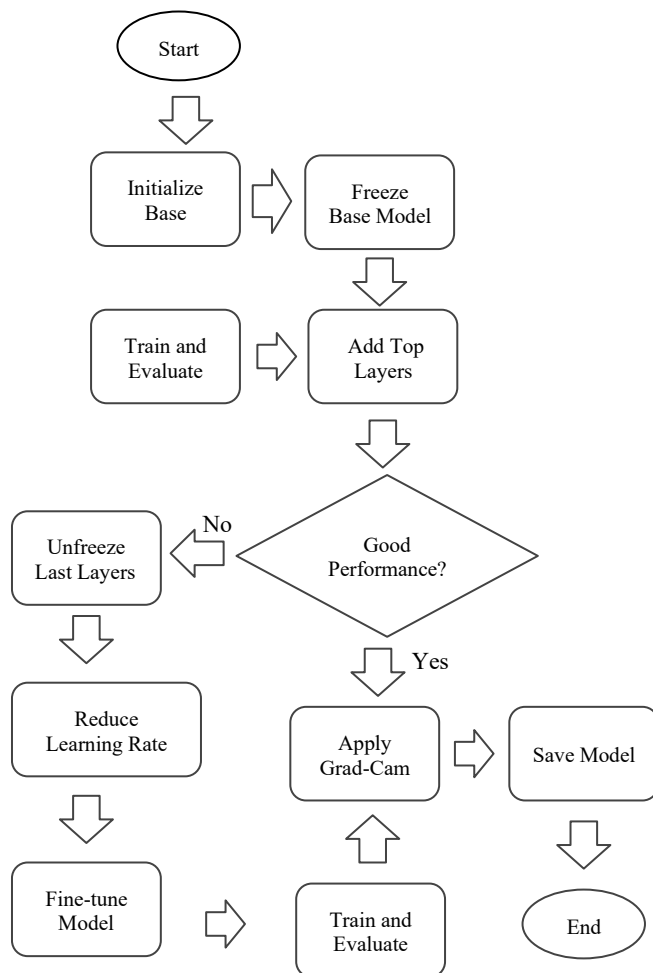 Start
Initialize
Base
Freeze
Base Model
Train and
Evaluate
Add Top
Layers
No
Unfreeze
Last Layers
Good
Performance?
Yes
Reduce
Learning Rate
Apply
Grad-Cam
Save Model
Fine-tune
Model
Train and
Evaluate
End